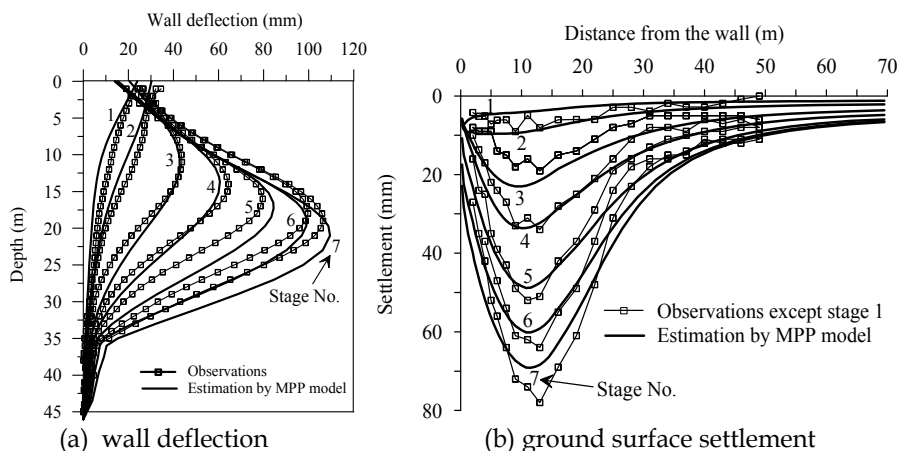 Wall deflection (mm)
0 20 40 60 80 100 120
0
5
10
15
20
25
30
35
40
45
Depth (m)
1
2
3
4
5
6
7
Stage No.
Observations
Estimation by MPP model
(a) wall deflection
Distance from the wall (m)
0 10 20 30 40 50 60 70
0
20
40
60
80
Settlement (mm)
1
2
3
4
5
6
7
Observations except stage 1
Estimation by MPP model
Stage No.
(b) ground surface settlement